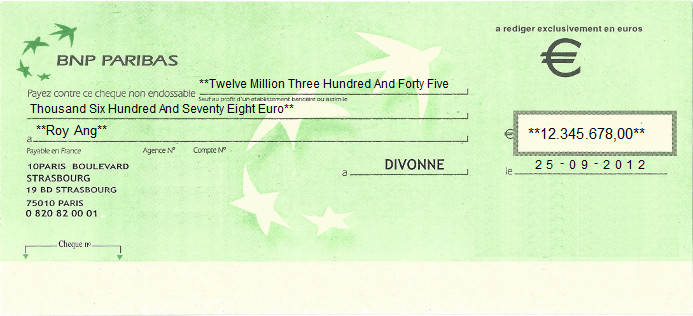 a rediger exclusivement en euros
BNP PARIBAS
€
Payez contre ce cheque non endossable **Twelve Million Three Hundred And Forty Five
Sauf au profit d'un etablissement bancaire ou assimile
Thousand Six Hundred And Seventy Eight Euro**
a **Roy Ang**
€ **12.345.678,00**
Payable en France Agence Nº Compte Nº
a DIVONNE
le 25-09-2012
10PARIS BOULEVARD
STRASBOURG
19 BD STRASBOURG
75010 PARIS
0 820 82 00 01
Cheque nº